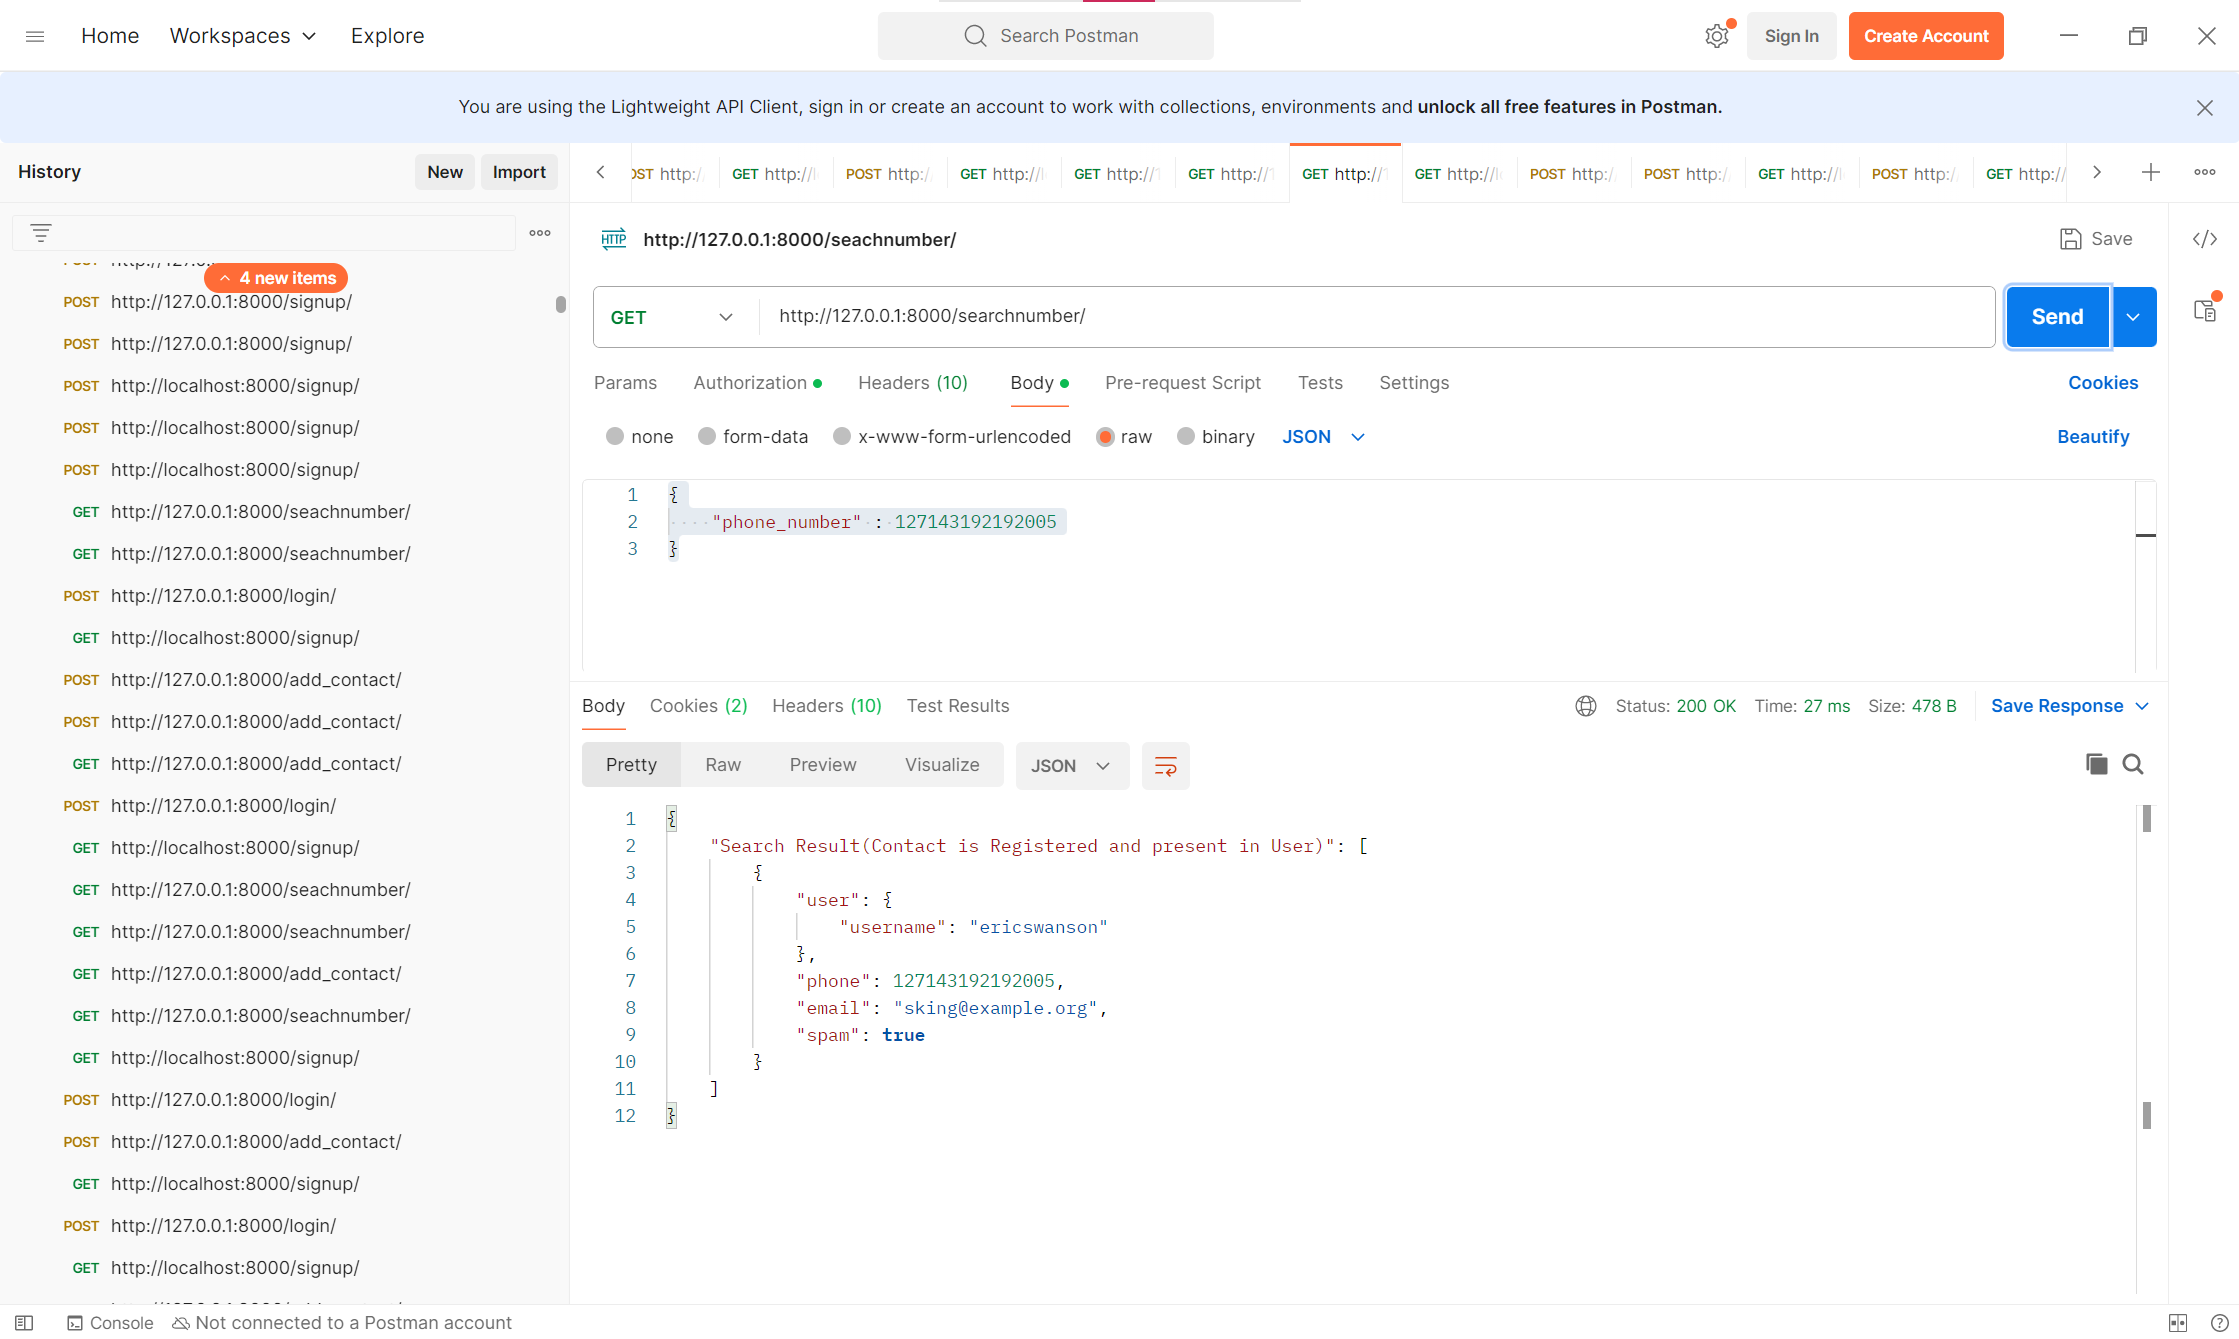 Home Workspaces Explore Search Postman Sign In Create Account
You are using the Lightweight API Client, sign in or create an account to work with collections, environments and unlock all free features in Postman.
History New Import
OST http:/ GET http://l POST http:/ GET http://l GET http://1 GET http://1 GET http://1 GET http://l POST http:/ POST http:/ GET http://l POST http:/ GET http://
4 new items
POST http://127.0.0.1:8000/signup/
POST http://127.0.0.1:8000/signup/
POST http://localhost:8000/signup/
POST http://localhost:8000/signup/
POST http://localhost:8000/signup/
GET http://127.0.0.1:8000/seachnumber/
GET http://127.0.0.1:8000/seachnumber/
POST http://127.0.0.1:8000/login/
GET http://localhost:8000/signup/
POST http://127.0.0.1:8000/add_contact/
POST http://127.0.0.1:8000/add_contact/
GET http://127.0.0.1:8000/add_contact/
POST http://127.0.0.1:8000/login/
GET http://localhost:8000/signup/
GET http://127.0.0.1:8000/seachnumber/
GET http://127.0.0.1:8000/seachnumber/
GET http://127.0.0.1:8000/add_contact/
GET http://127.0.0.1:8000/seachnumber/
GET http://localhost:8000/signup/
POST http://127.0.0.1:8000/login/
POST http://127.0.0.1:8000/add_contact/
GET http://localhost:8000/signup/
POST http://127.0.0.1:8000/login/
GET http://localhost:8000/signup/
HTTP http://127.0.0.1:8000/seachnumber/ Save
GET http://127.0.0.1:8000/searchnumber/ Send
Params Authorization Headers (10) Body Pre-request Script Tests Settings Cookies
none form-data x-www-form-urlencoded raw binary JSON Beautify
1 {
2 "phone_number" : 127143192192005
3 }
Body Cookies (2) Headers (10) Test Results Status: 200 OK Time: 27 ms Size: 478 B Save Response
Pretty Raw Preview Visualize JSON
1 {
2 "Search Result(Contact is Registered and present in User)": [
3 {
4 "user": {
5 "username": "ericswanson"
6 },
7 "phone": 127143192192005,
8 "email": "sking@example.org",
9 "spam": true
10 }
11 ]
12 }
Console Not connected to a Postman account